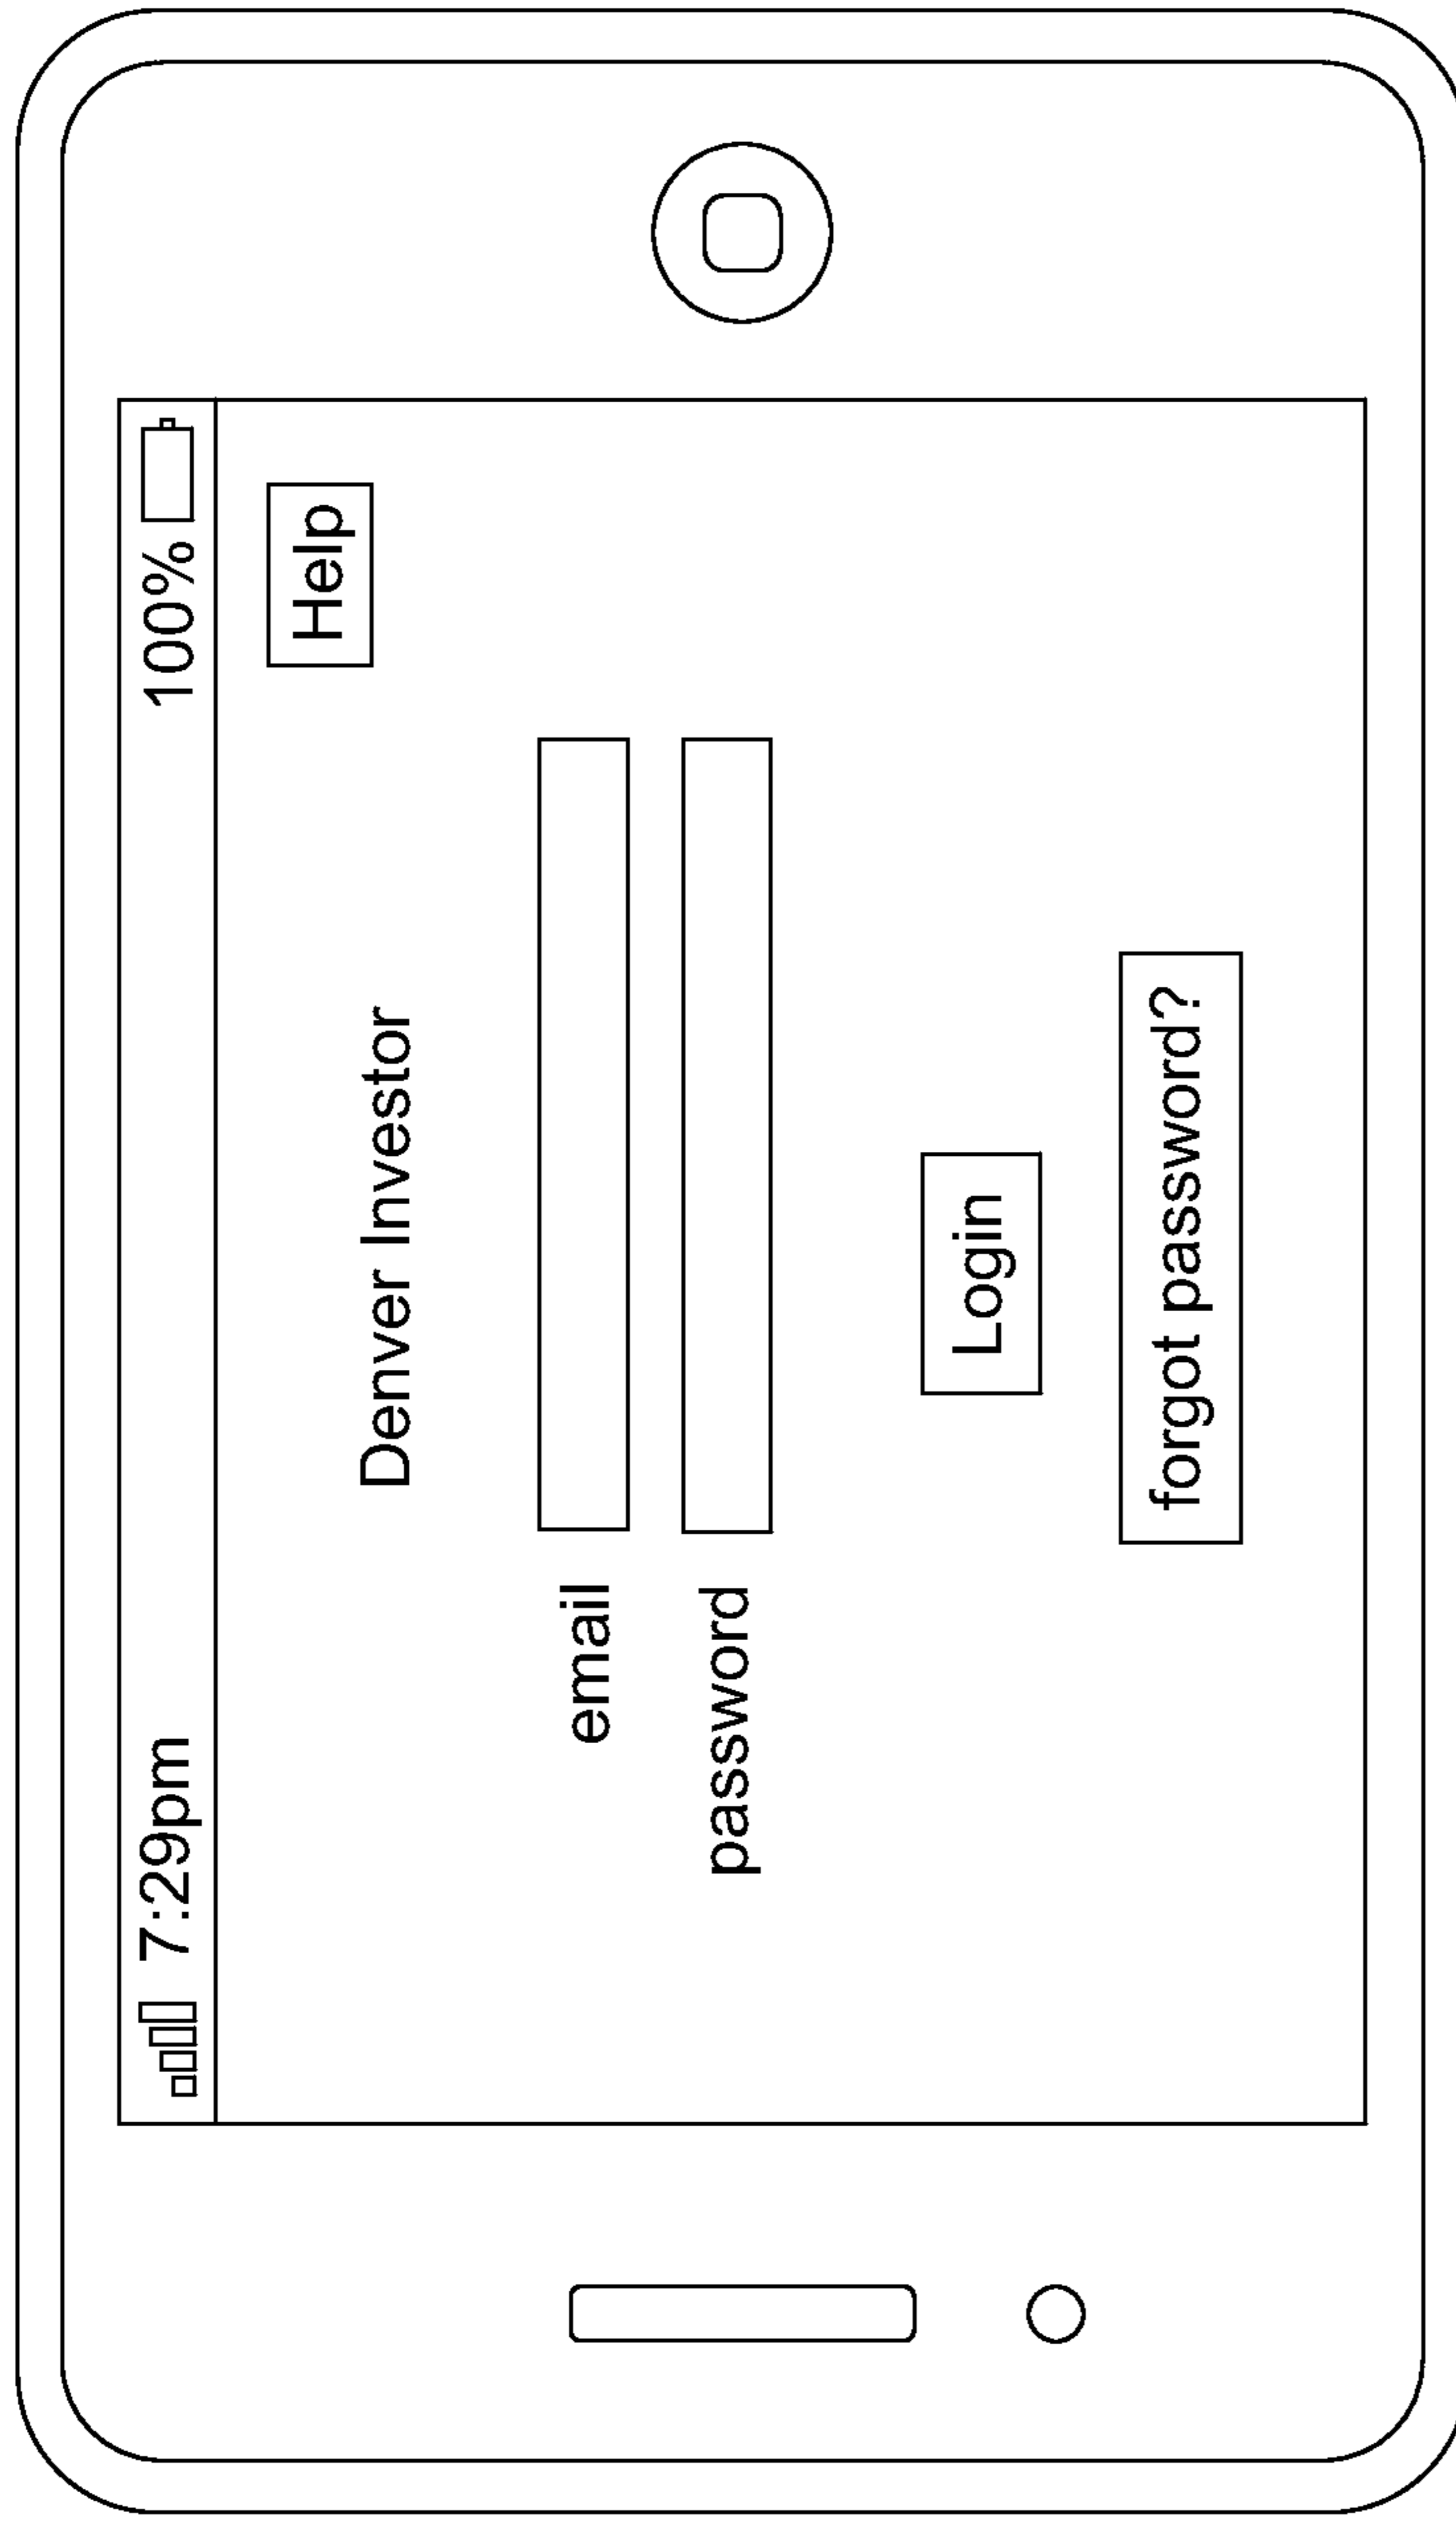 7:29pm 100%
Help
Denver Investor
email
password
Login
forgot password?